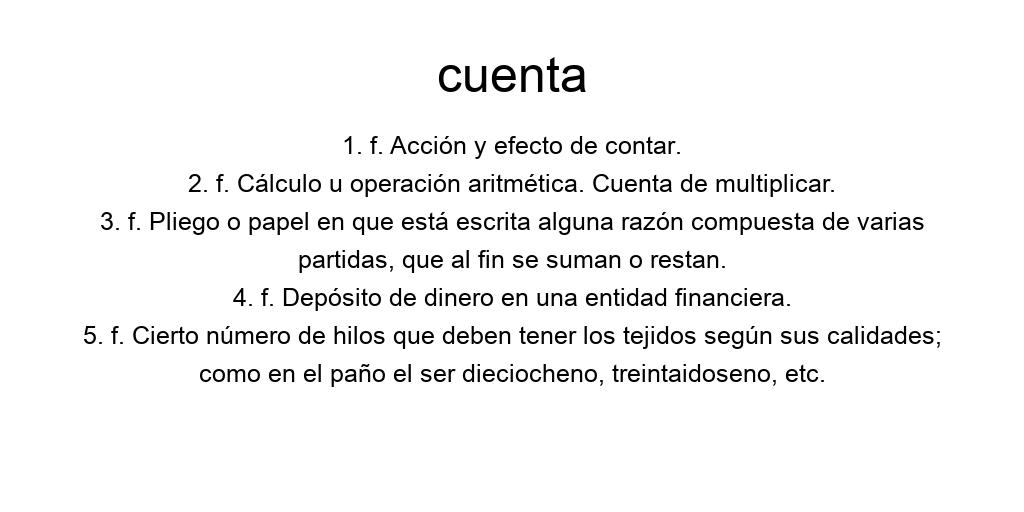 cuenta
1. f. Acción y efecto de contar.
2. f. Cálculo u operación aritmética. Cuenta de multiplicar.
3. f. Pliego o papel en que está escrita alguna razón compuesta de varias
partidas, que al fin se suman o restan.
4. f. Depósito de dinero en una entidad financiera.
5. f. Cierto número de hilos que deben tener los tejidos según sus calidades;
como en el paño el ser dieciocheno, treintaidoseno, etc.